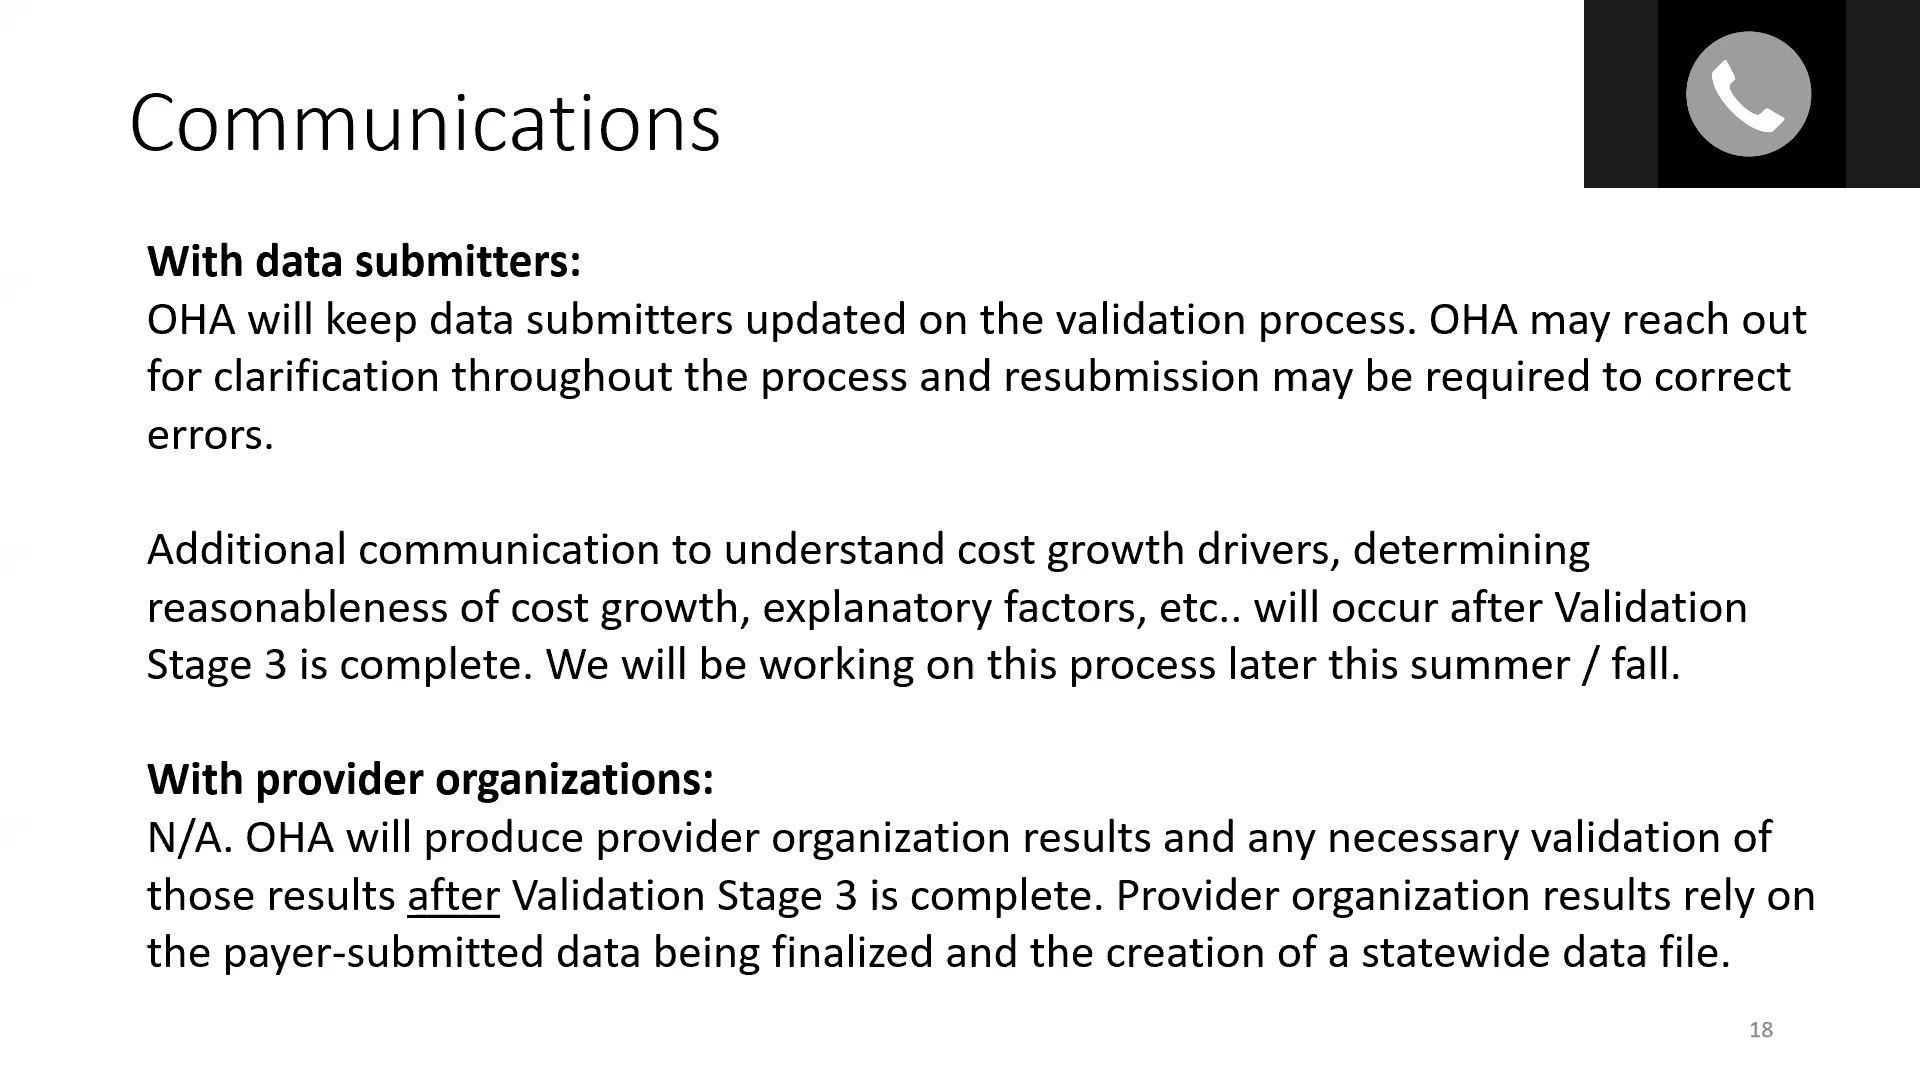 Communications
With data submitters:
OHA will keep data submitters updated on the validation process. OHA may reach out
for clarification throughout the process and resubmission may be required to correct
errors.
Additional communication to understand cost growth drivers, determining
reasonableness of cost growth, explanatory factors, etc.. will occur after Validation
Stage 3 is complete. We will be working on this process later this summer / fall.
With provider organizations:
N/A. OHA will produce provider organization results and any necessary validation of
those results after Validation Stage 3 is complete. Provider organization results rely on
the payer-submitted data being finalized and the creation of a statewide data file.
18